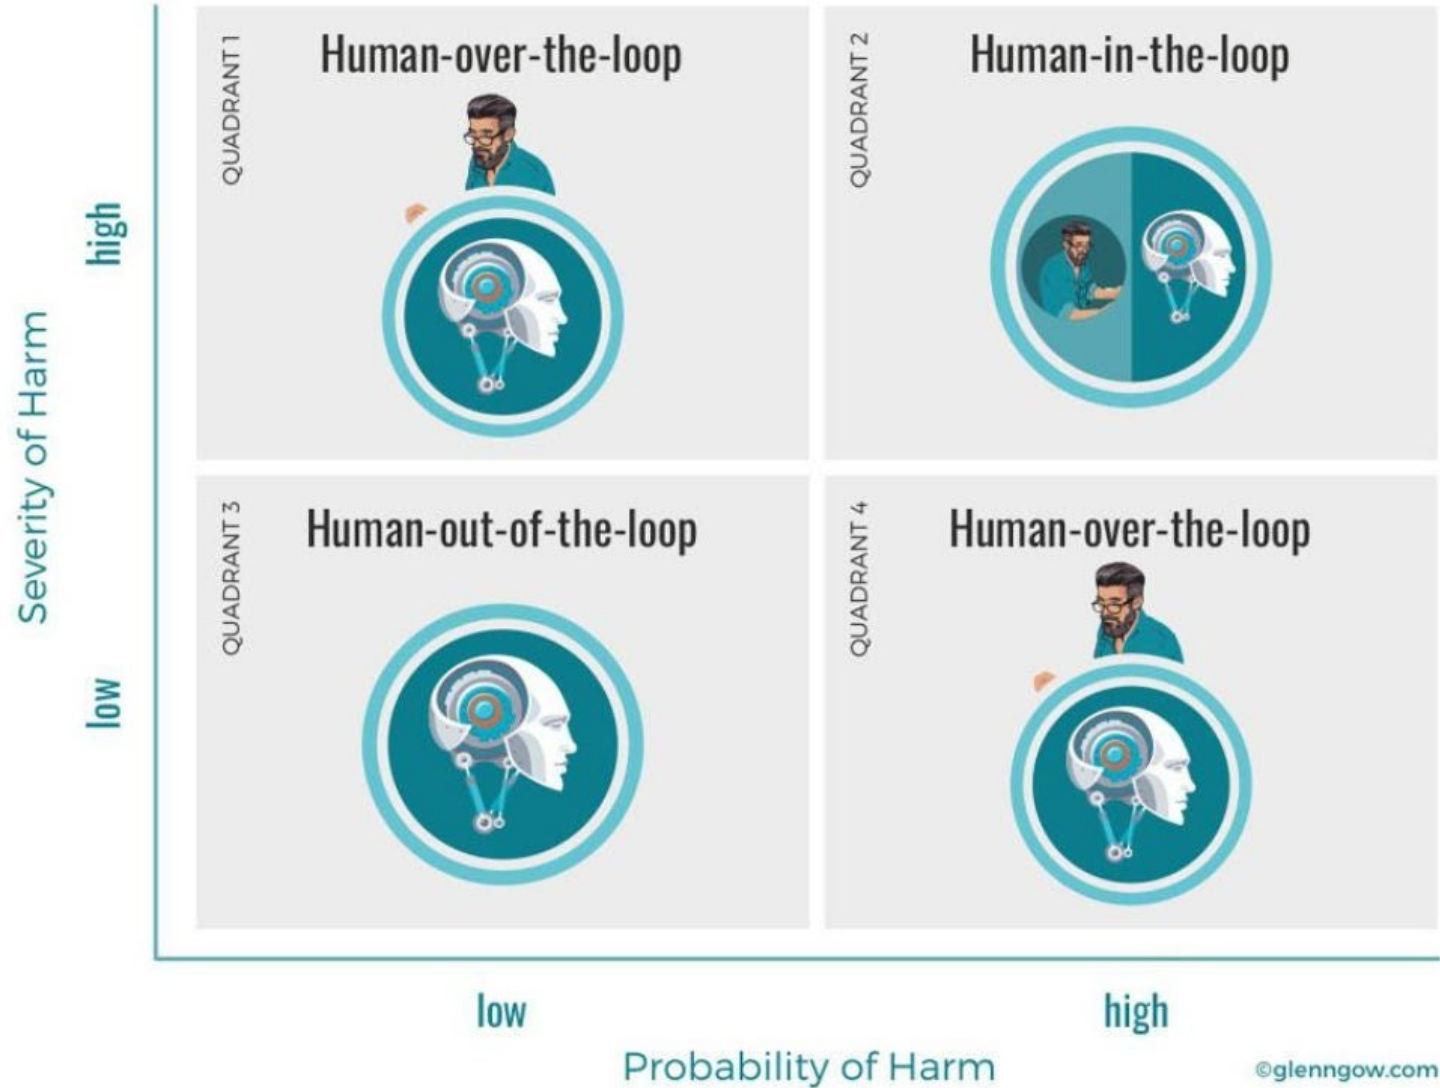 QUADRANT 1
Human-over-the-loop
QUADRANT 2
Human-in-the-loop
high
Severity of Harm
QUADRANT 3
Human-out-of-the-loop
QUADRANT 4
Human-over-the-loop
low
low
high
Probability of Harm
©glenngow.com